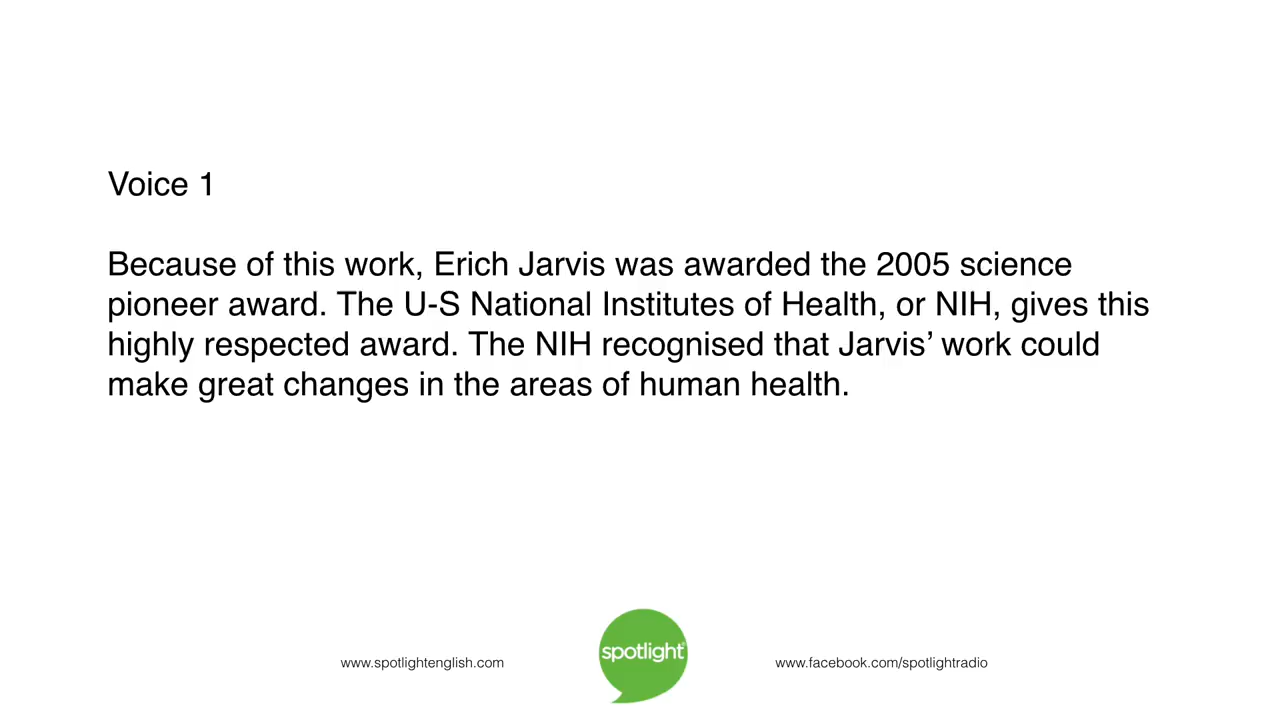 Voice 1
Because of this work, Erich Jarvis was awarded the 2005 science
pioneer award. The U-S National Institutes of Health, or NIH, gives this
highly respected award. The NIH recognised that Jarvis’ work could
make great changes in the areas of human health.
www.spotlightenglish.com
spotlight
www.facebook.com/spotlightradio